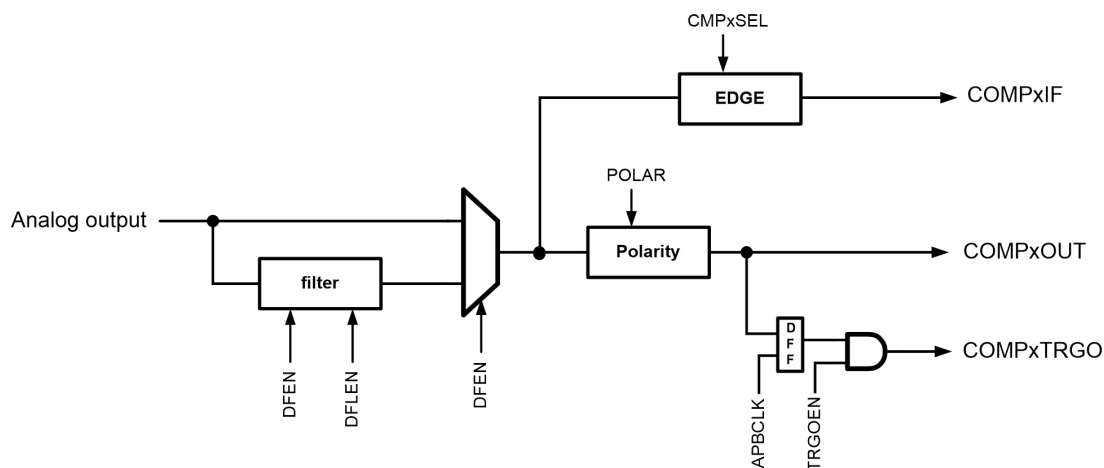 CMPxSEL
EDGE
COMPxIF
POLAR
Analog output
Polarity
COMPxOUT
filter
DFF
COMPxTRGO
DFEN
DFLEN
DFEN
APBCLK
TRGOEN